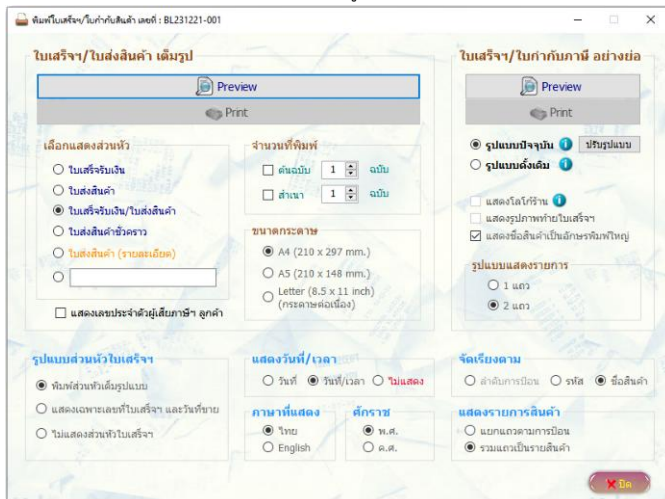 พิมพ์ใบเสร็จฯ/ใบกำกับสินค้า เลขที่ : BL231221-001
ใบเสร็จฯ/ใบส่งสินค้า เต็มรูป
Preview
Print
เลือกแสดงส่วนหัว
ใบเสร็จรับเงิน
ใบส่งสินค้า
ใบเสร็จรับเงิน/ใบส่งสินค้า
ใบส่งสินค้าชั่วคราว
ใบส่งสินค้า (รายละเอียด)
แสดงเลขประจำตัวผู้เสียภาษีฯ ลูกค้า
จำนวนที่พิมพ์
ต้นฉบับ 1 ฉบับ
สำเนา 1 ฉบับ
ขนาดกระดาษ
A4 (210 x 297 mm.)
A5 (210 x 148 mm.)
Letter (8.5 x 11 inch)
(กระดาษต่อเนื่อง)
ใบเสร็จฯ/ใบกำกับภาษี อย่างย่อ
Preview
Print
รูปแบบปัจจุบัน ปรับรูปแบบ
รูปแบบดั้งเดิม
แสดงโลโก้ร้าน
แสดงรูปภาพท้ายใบเสร็จฯ
แสดงชื่อสินค้าเป็นอักษรพิมพ์ใหญ่
รูปแบบแสดงรายการ
1 แถว
2 แถว
รูปแบบส่วนหัวใบเสร็จฯ
พิมพ์ส่วนหัวเต็มรูปแบบ
แสดงเฉพาะเลขที่ใบเสร็จฯ และวันที่ขาย
ไม่แสดงส่วนหัวใบเสร็จฯ
แสดงวันที่/เวลา
วันที่ วันที่/เวลา ไม่แสดง
ภาษาที่แสดง
ไทย
English
ศักราช
พ.ศ.
ค.ศ.
จัดเรียงตาม
ลำดับการป้อน รหัส ชื่อสินค้า
แสดงรายการสินค้า
แยกแถวตามการป้อน
รวมแถวเป็นรายสินค้า
ปิด